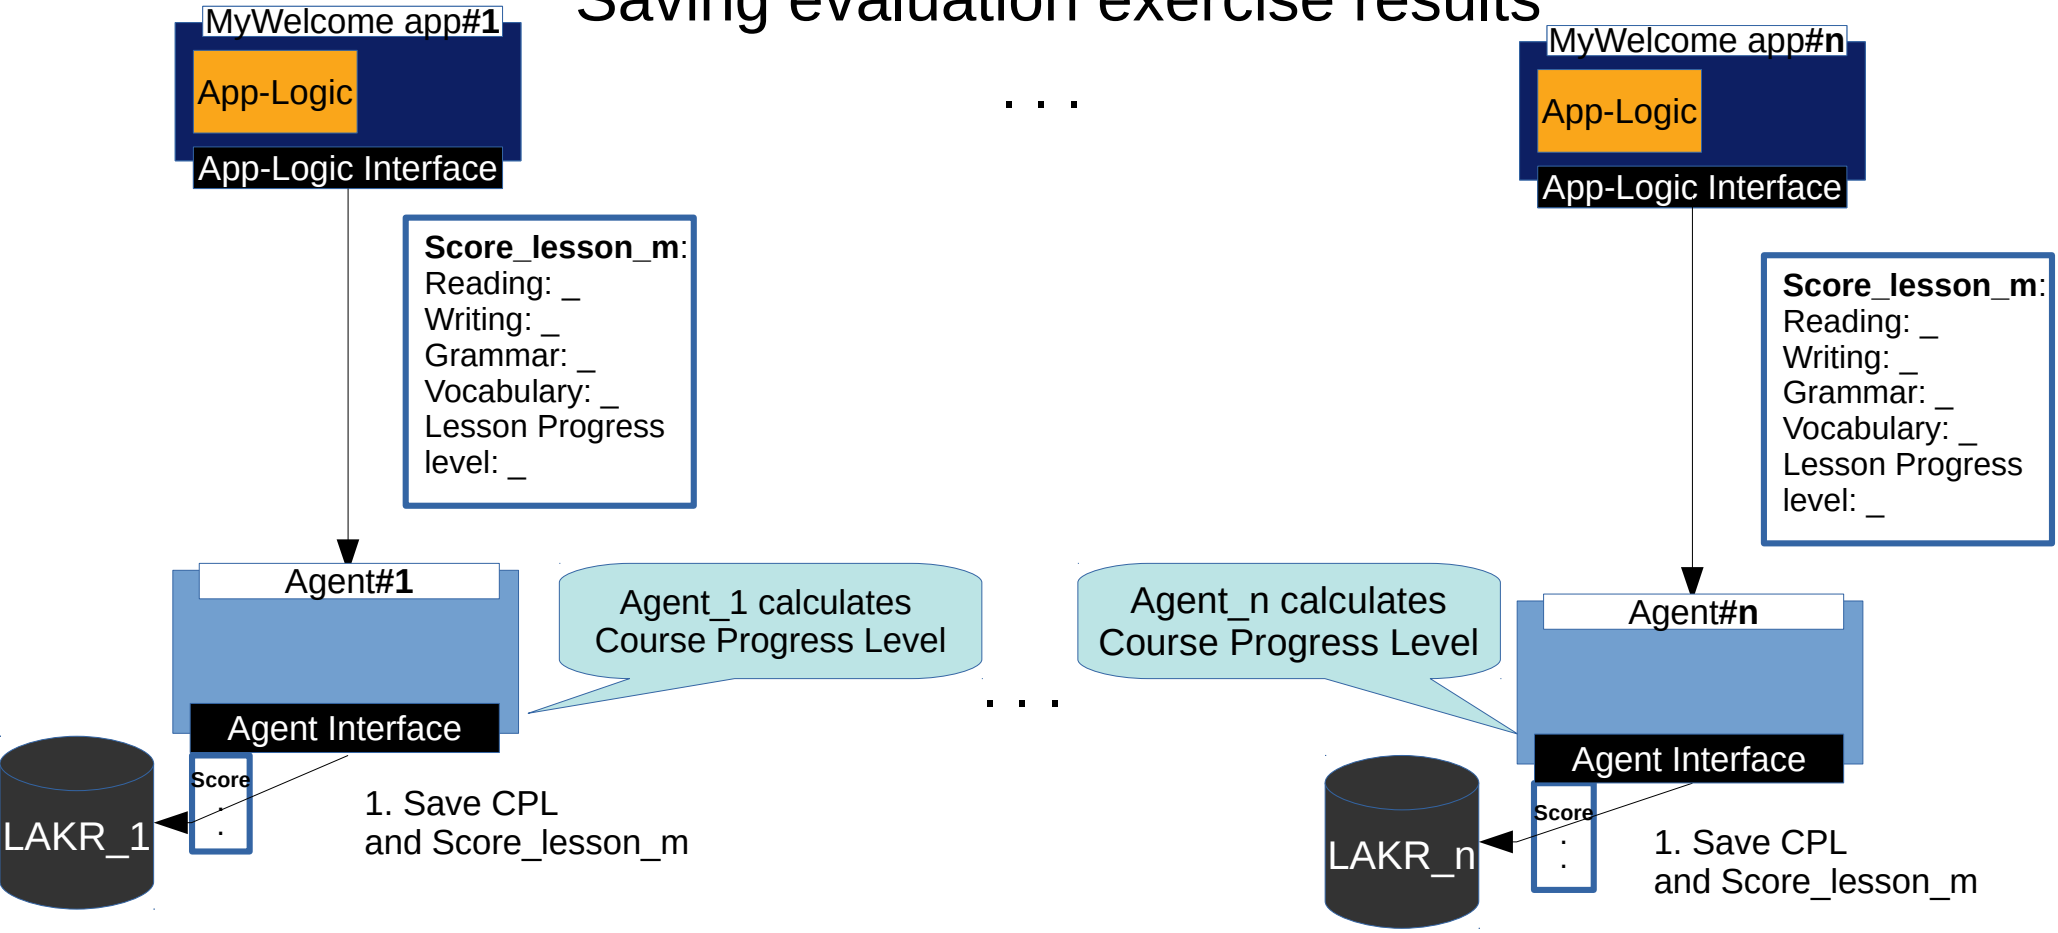 Saving evaluation exercise results
MyWelcome app#1
App-Logic
App-Logic Interface
. . .
MyWelcome app#n
App-Logic
App-Logic Interface
Score_lesson_m:
Reading: _
Writing: _
Grammar: _
Vocabulary: _
Lesson Progress
level: _
Score_lesson_m:
Reading: _
Writing: _
Grammar: _
Vocabulary: _
Lesson Progress
level: _
Agent#1
Agent Interface
Agent_1 calculates
Course Progress Level
. . .
Agent_n calculates
Course Progress Level
Agent#n
Agent Interface
LAKR_1
Score
.
.
1. Save CPL
and Score_lesson_m
LAKR_n
Score
.
.
1. Save CPL
and Score_lesson_m